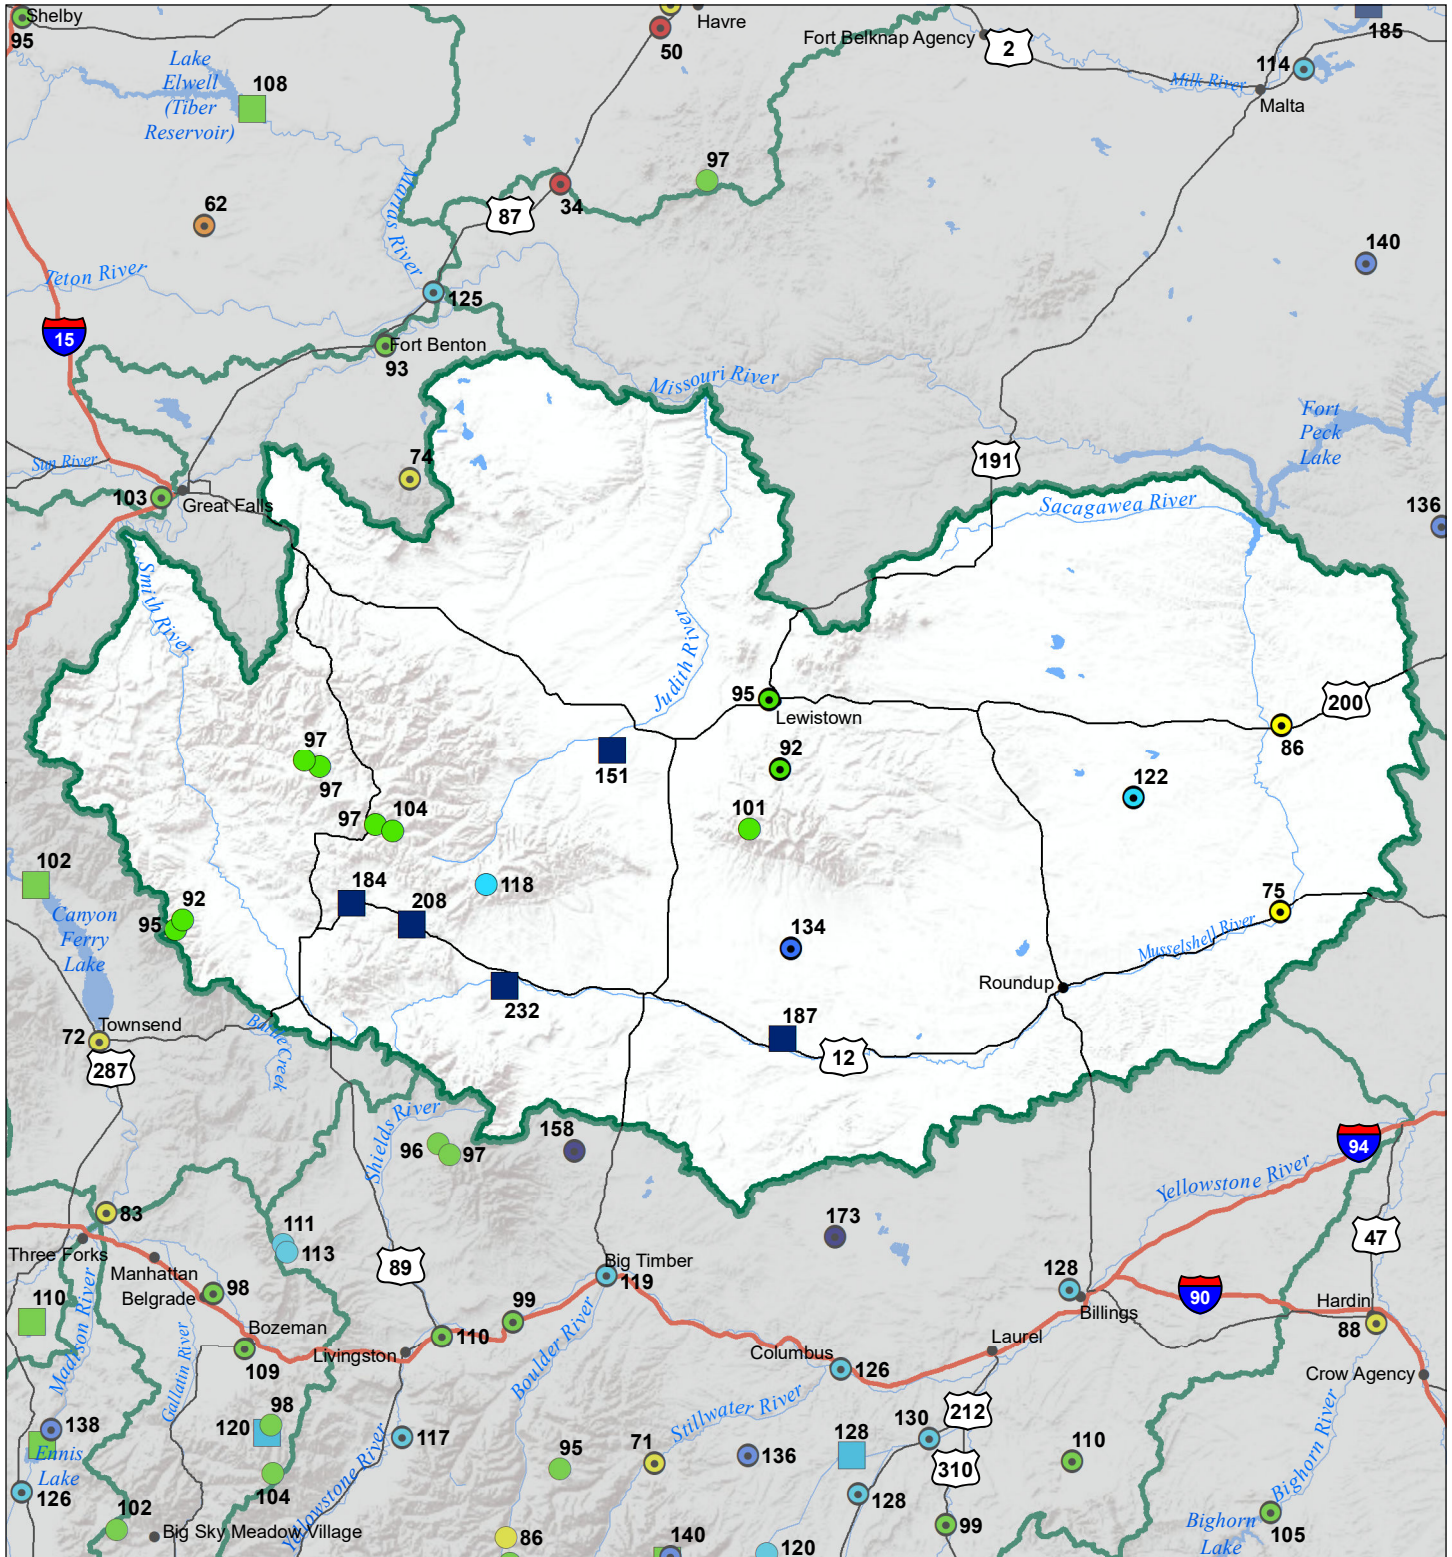 Shelby
95
Havre
50
Fort Belknap Agency
2
185
114
Milk River
Malta
Lake
Elwell
(Tiber
Reservoir)
108
97
34
87
62
Marias River
140
Teton River
125
15
Fort Benton
93
Missouri River
Fort
Peck
Lake
191
74
Sun River
103
Great Falls
Sacagawea River
136
Smith River
Judith River
95
Lewistown
200
86
97
97
92
151
122
97
104
101
102
184
208
118
75
92
95
Canyon
Ferry
Lake
134
Musselshell River
Roundup
232
187
12
Townsend
72
287
Battle Creek
Shields River
96
97
158
94
Yellowstone River
83
111
113
173
47
Three Forks
Manhattan
Belgrade
98
89
Big Timber
119
128
Billings
90
Hardin
88
110
Madison River
Bozeman
109
Gallatin River
99
110
Livingston
Boulder River
Columbus
126
Laurel
Crow Agency
98
120
138
Ennis
Lake
126
117
Yellowstone River
95
71
Stillwater River
136
128
130
212
310
110
Bighorn River
104
102
Big Sky Meadow Village
86
140
120
128
99
105
Bighorn
Lake